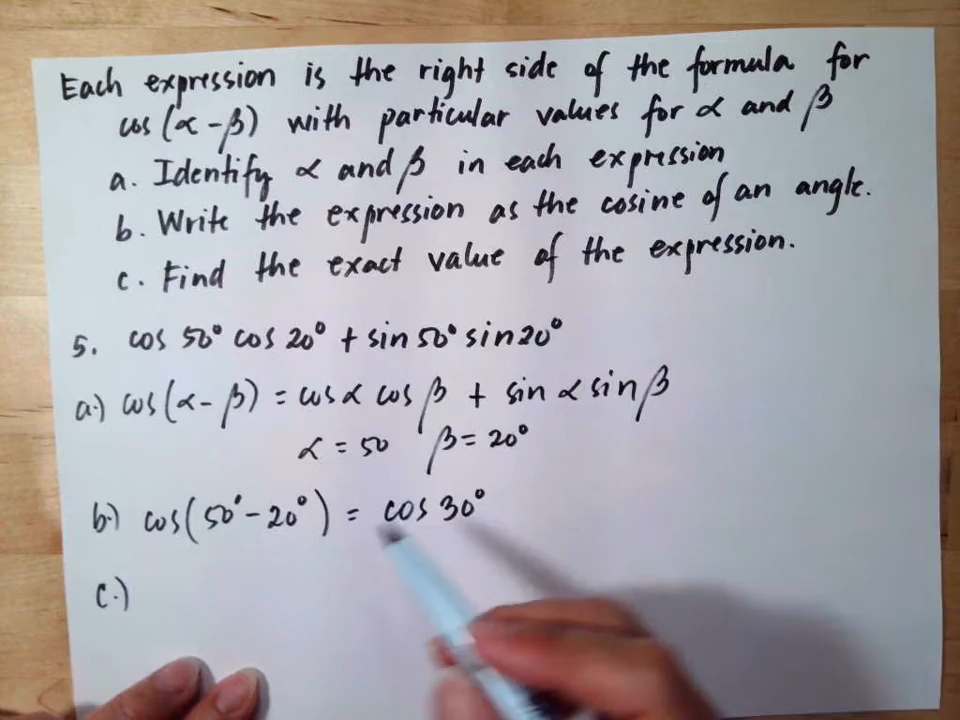 Each expression is the right side of the formula for
cos (α - β) with particular values for α and β
a. Identify α and β in each expression
b. Write the expression as the cosine of an angle.
c. Find the exact value of the expression.
5. cos 50° cos 20° + sin 50° sin 20°
a.) cos (α - β) = cos α cos β + sin α sin β
α = 50 β = 20°
b.) cos (50° - 20°) = cos 30°
c.)